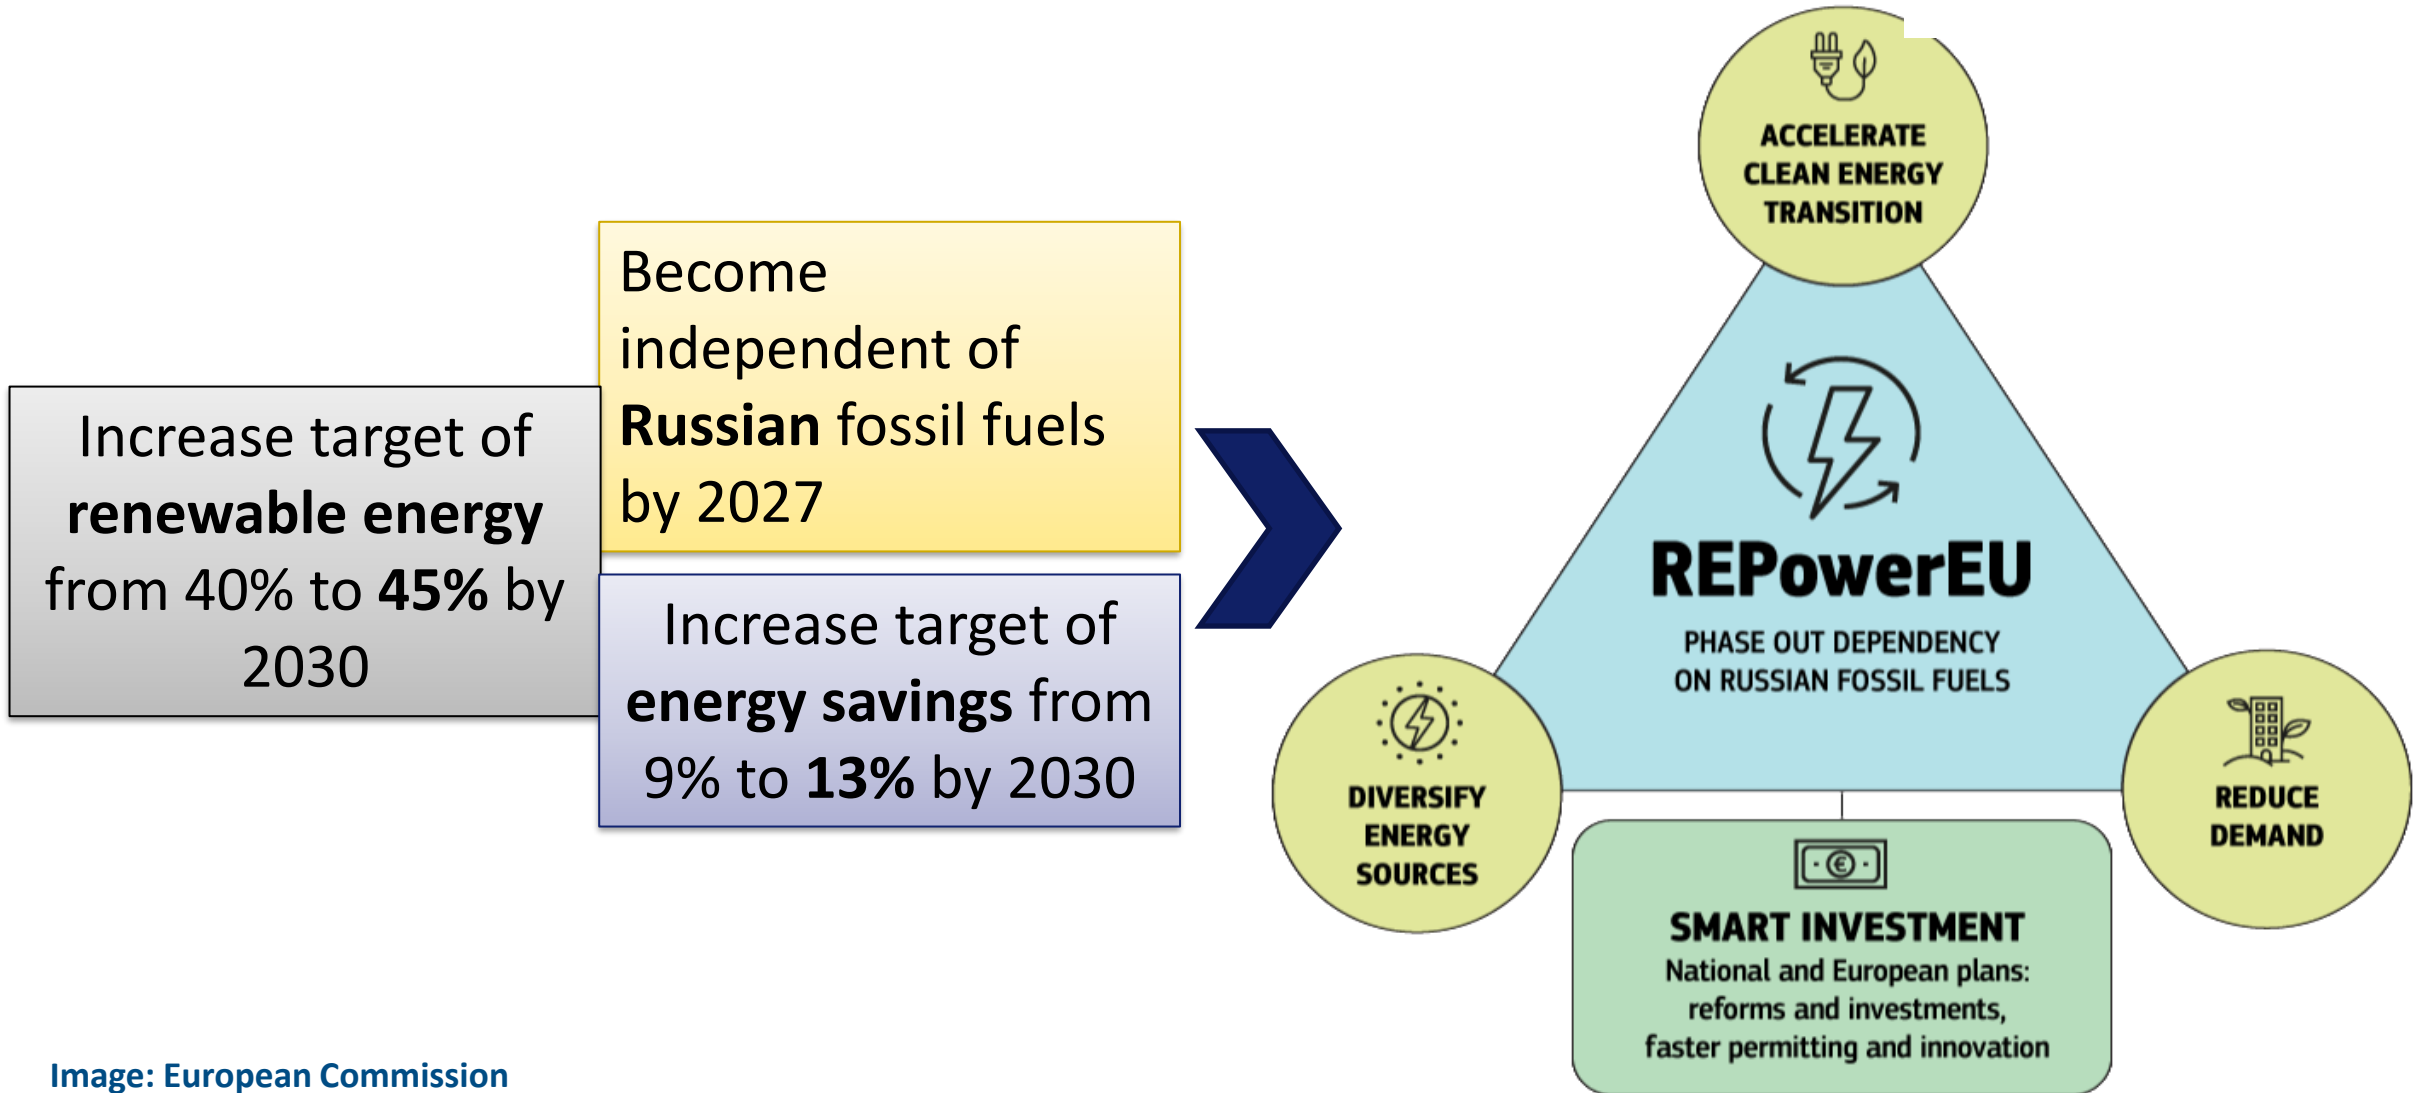 Increase target of
renewable energy
from 40% to 45% by
2030
Become
independent of
Russian fossil fuels
by 2027
Increase target of
energy savings from
9% to 13% by 2030
ACCELERATE
CLEAN ENERGY
TRANSITION
REPowerEU
PHASE OUT DEPENDENCY
ON RUSSIAN FOSSIL FUELS
DIVERSIFY
ENERGY
SOURCES
REDUCE
DEMAND
€
SMART INVESTMENT
National and European plans:
reforms and investments,
faster permitting and innovation
Image: European Commission